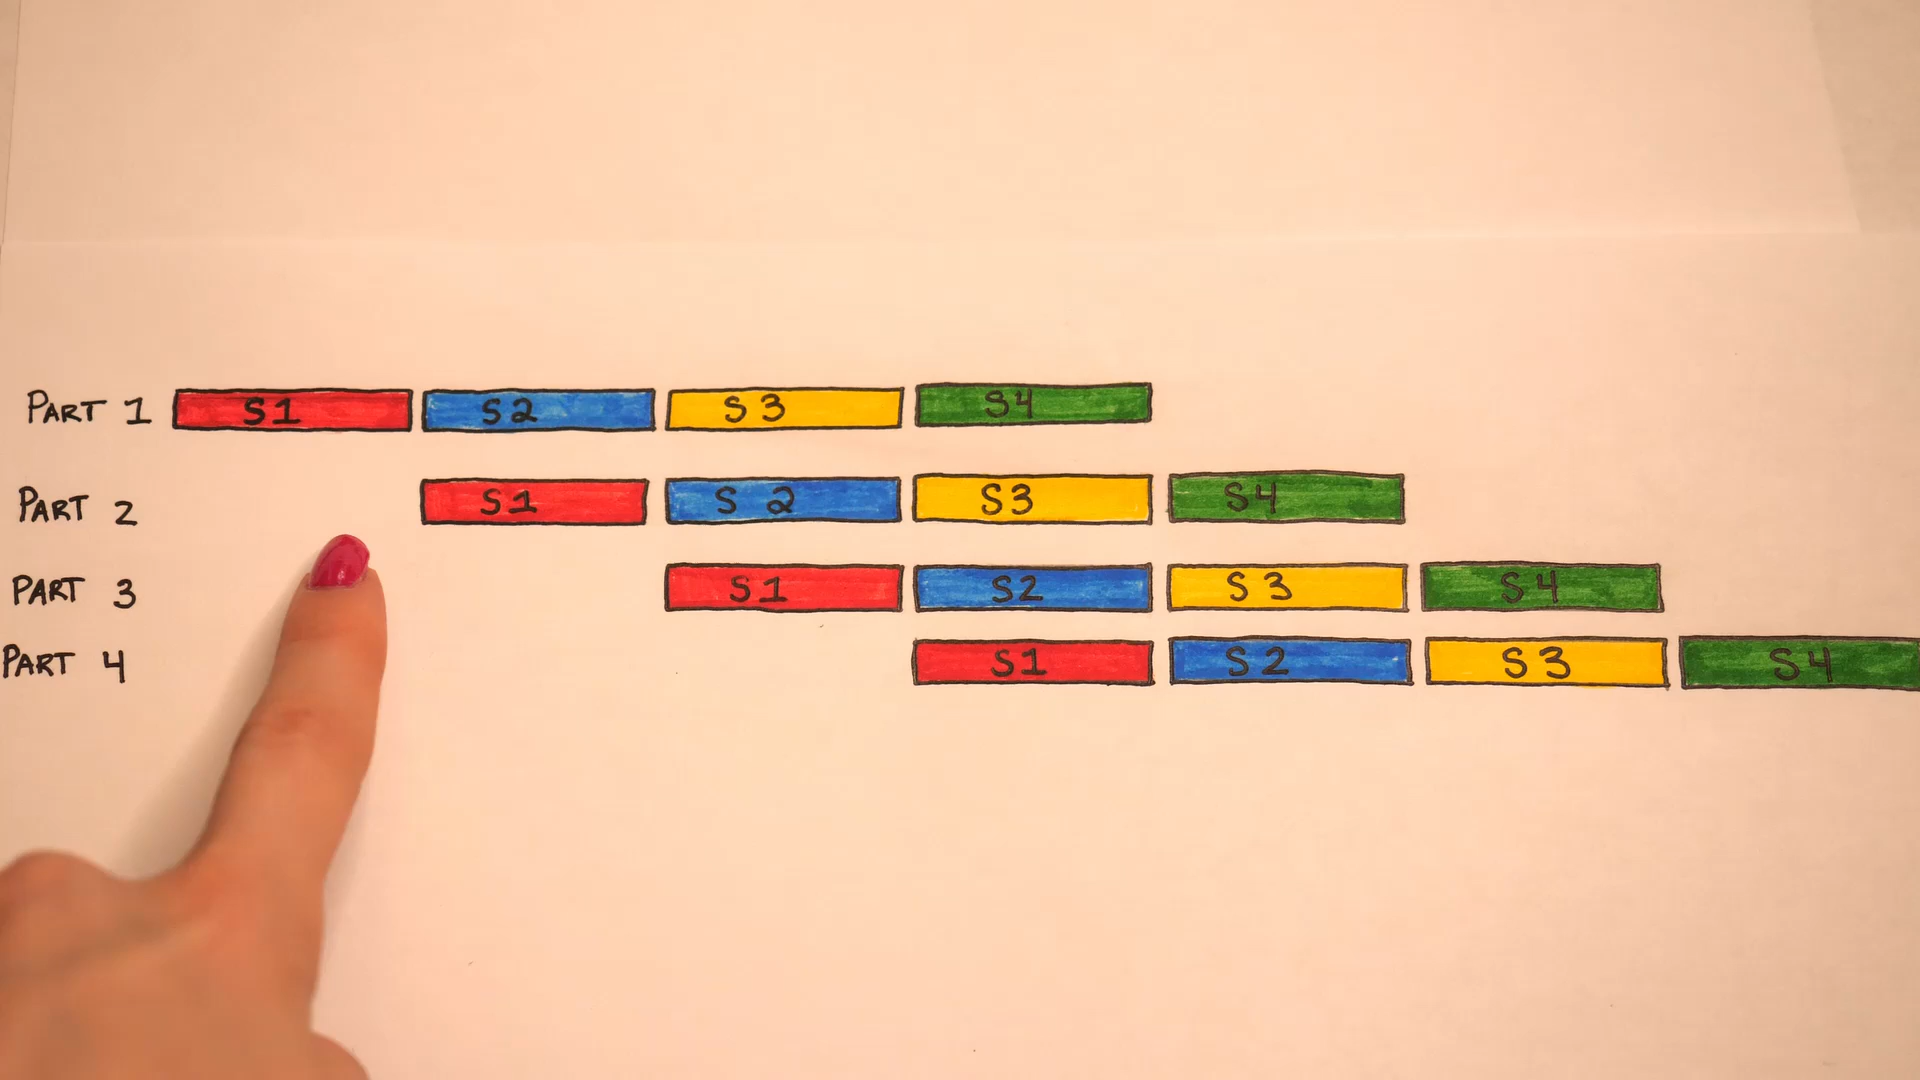 PART 1 S1 S2 S3 S4
PART 2 S1 S 2 S3 S4
PART 3 S1 S2 S3 S4
PART 4 S1 S2 S3 S4